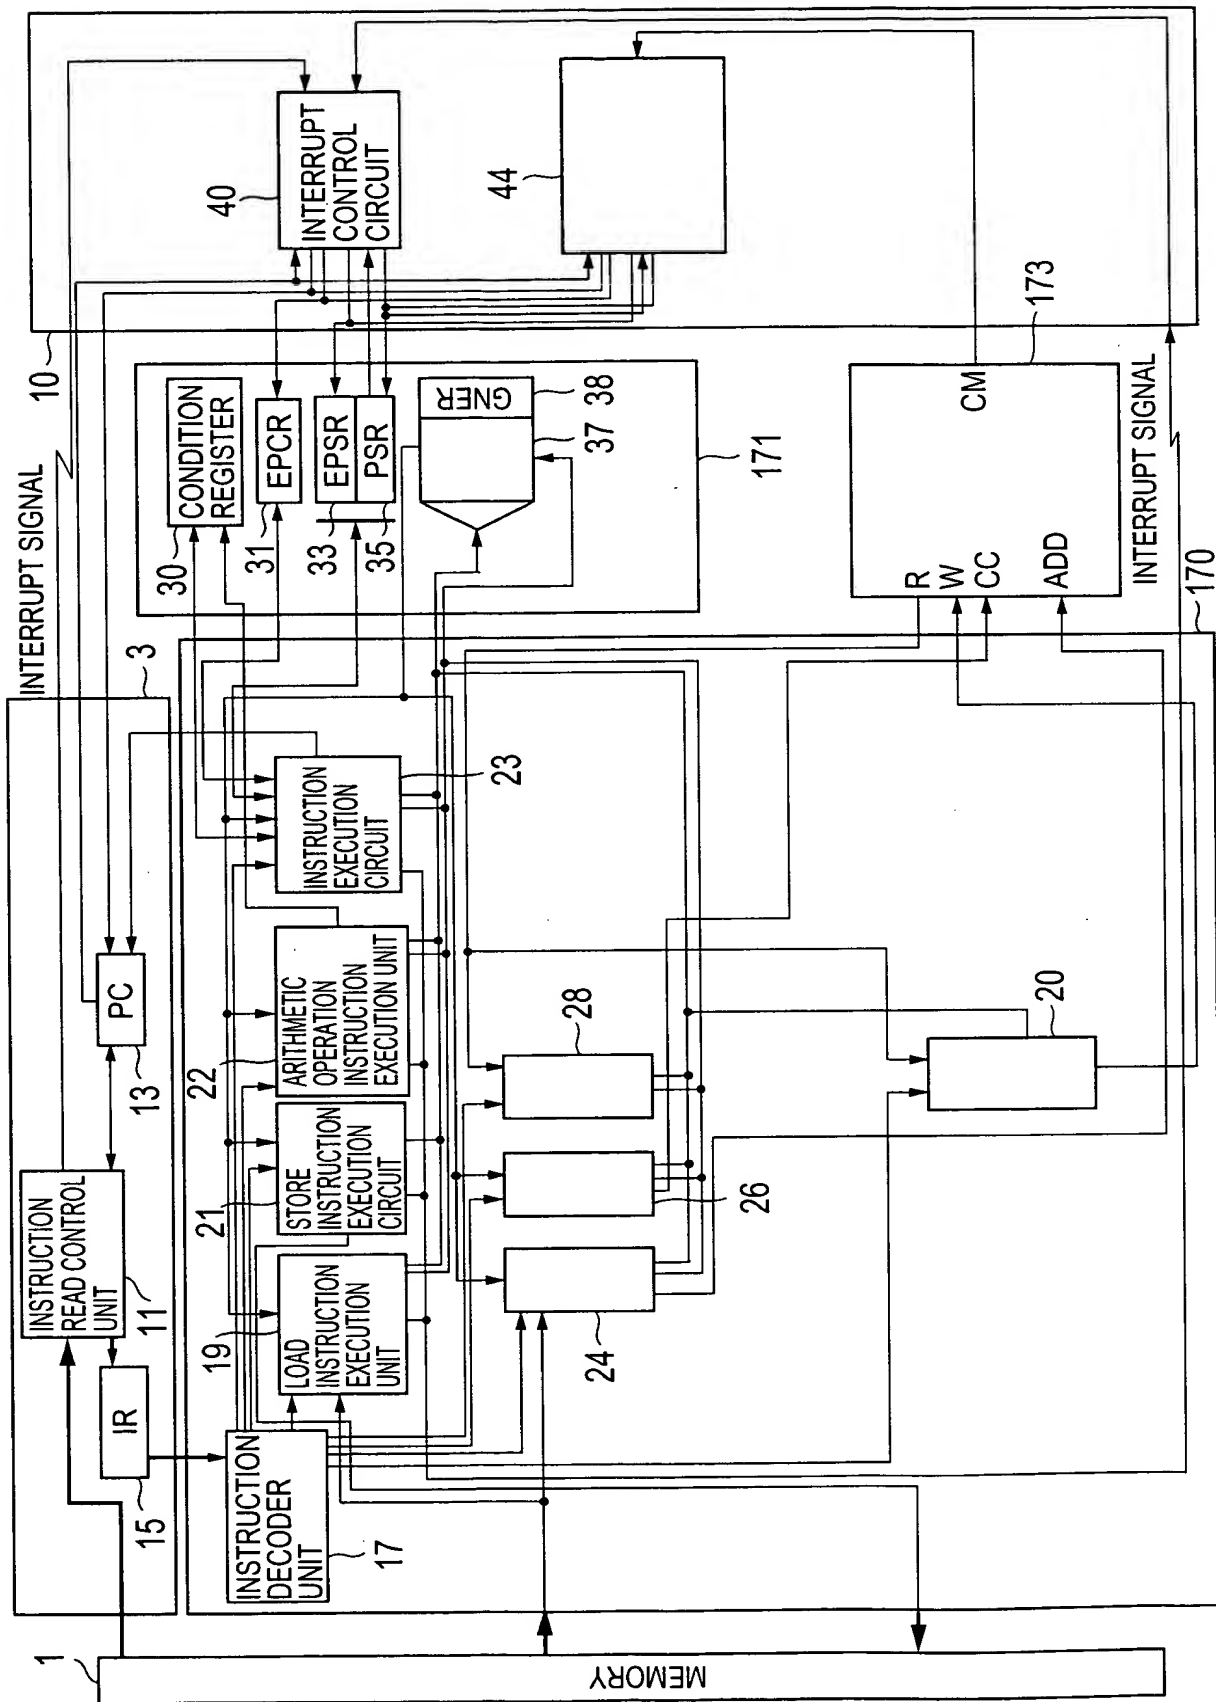 1
MEMORY
INTERRUPT SIGNAL
3
INSTRUCTION
READ CONTROL
UNIT
11
PC
13
IR
15
INSTRUCTION
DECODER
UNIT
17
19
LOAD
INSTRUCTION
EXECUTION
UNIT
21
STORE
INSTRUCTION
EXECUTION
CIRCUIT
22
ARITHMETIC
OPERATION
INSTRUCTION
EXECUTION UNIT
INSTRUCTION
EXECUTION
CIRCUIT
23
24
26
28
20
170
10
30
CONDITION
REGISTER
31
EPCR
33
EPSR
35
PSR
GNER
38
37
171
40
INTERRUPT
CONTROL
CIRCUIT
44
R
W
CC
ADD
CM
173
INTERRUPT SIGNAL